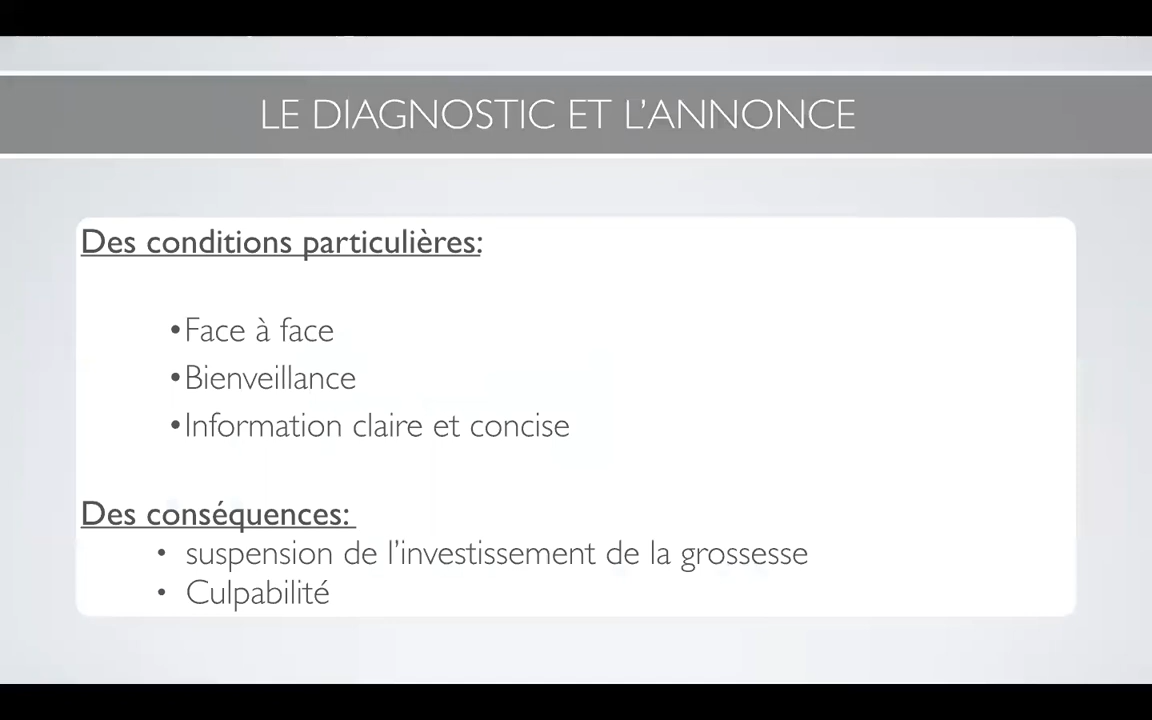 LE DIAGNOSTIC ET L’ANNONCE
Des conditions particulières:
•Face à face
•Bienveillance
•Information claire et concise
Des conséquences:
• suspension de l’investissement de la grossesse
• Culpabilité